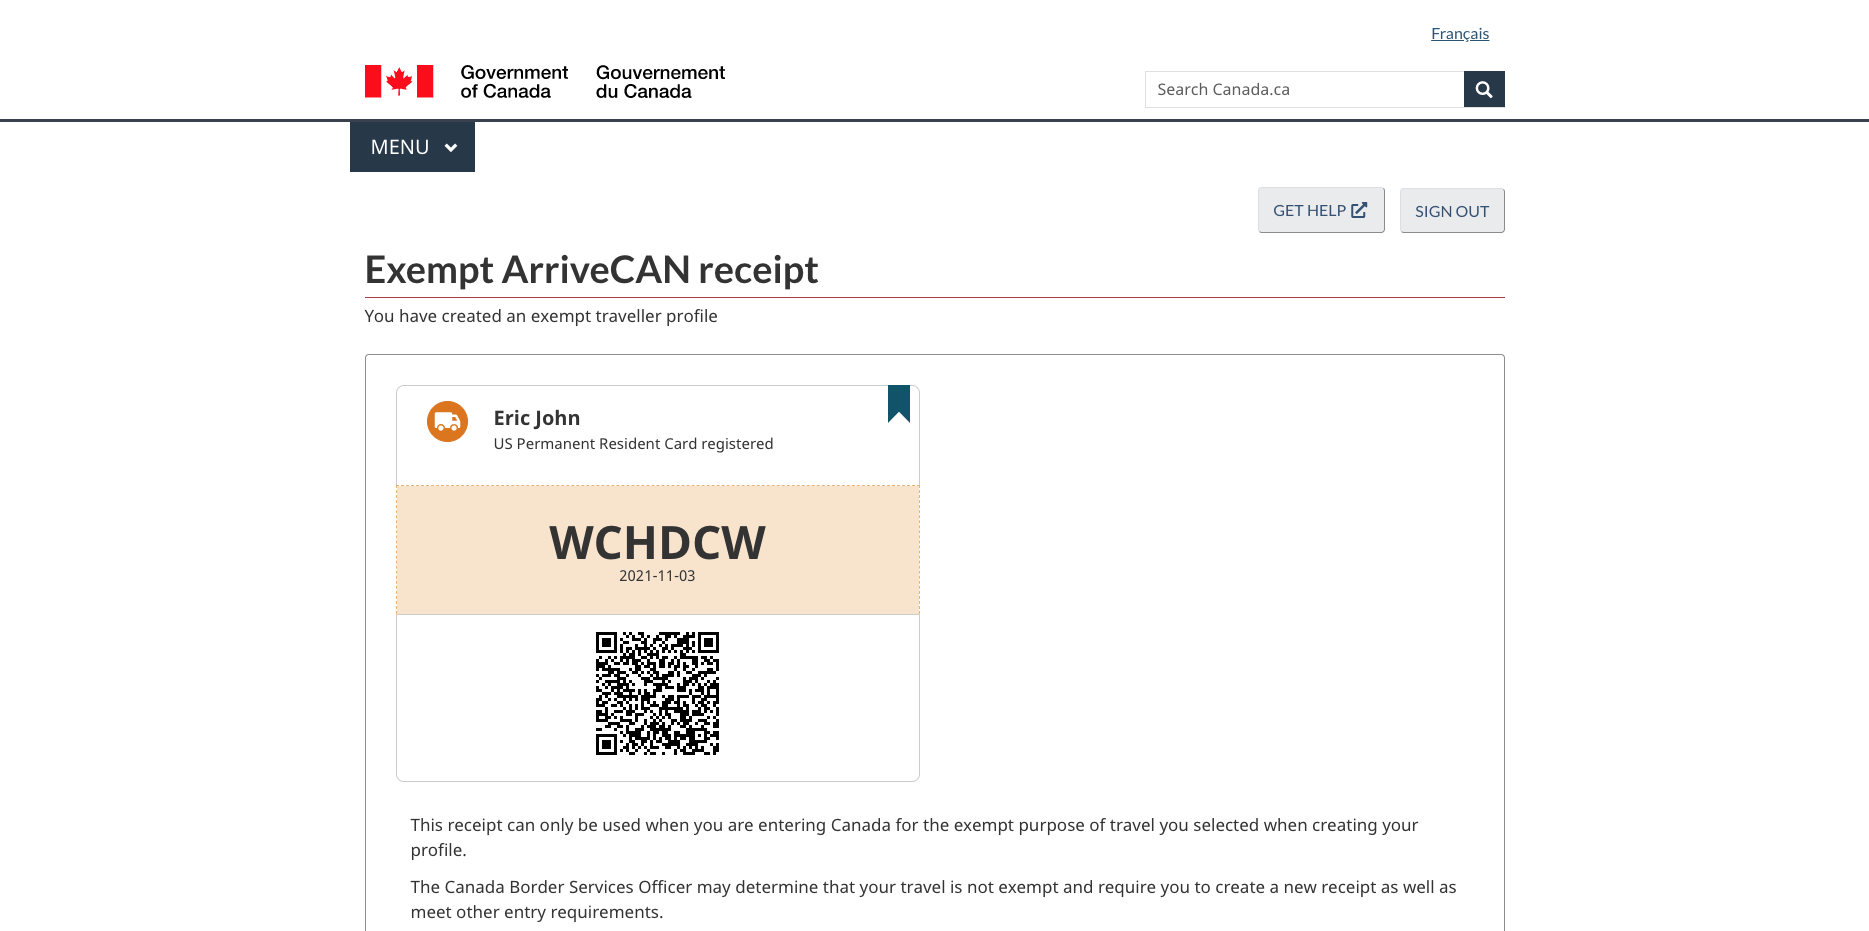 Français
Government of Canada
Gouvernement du Canada
Search Canada.ca
MENU
GET HELP
SIGN OUT
Exempt ArriveCAN receipt
You have created an exempt traveller profile
Eric John
US Permanent Resident Card registered
WCHDCW
2021-11-03
This receipt can only be used when you are entering Canada for the exempt purpose of travel you selected when creating your
profile.
The Canada Border Services Officer may determine that your travel is not exempt and require you to create a new receipt as well as
meet other entry requirements.